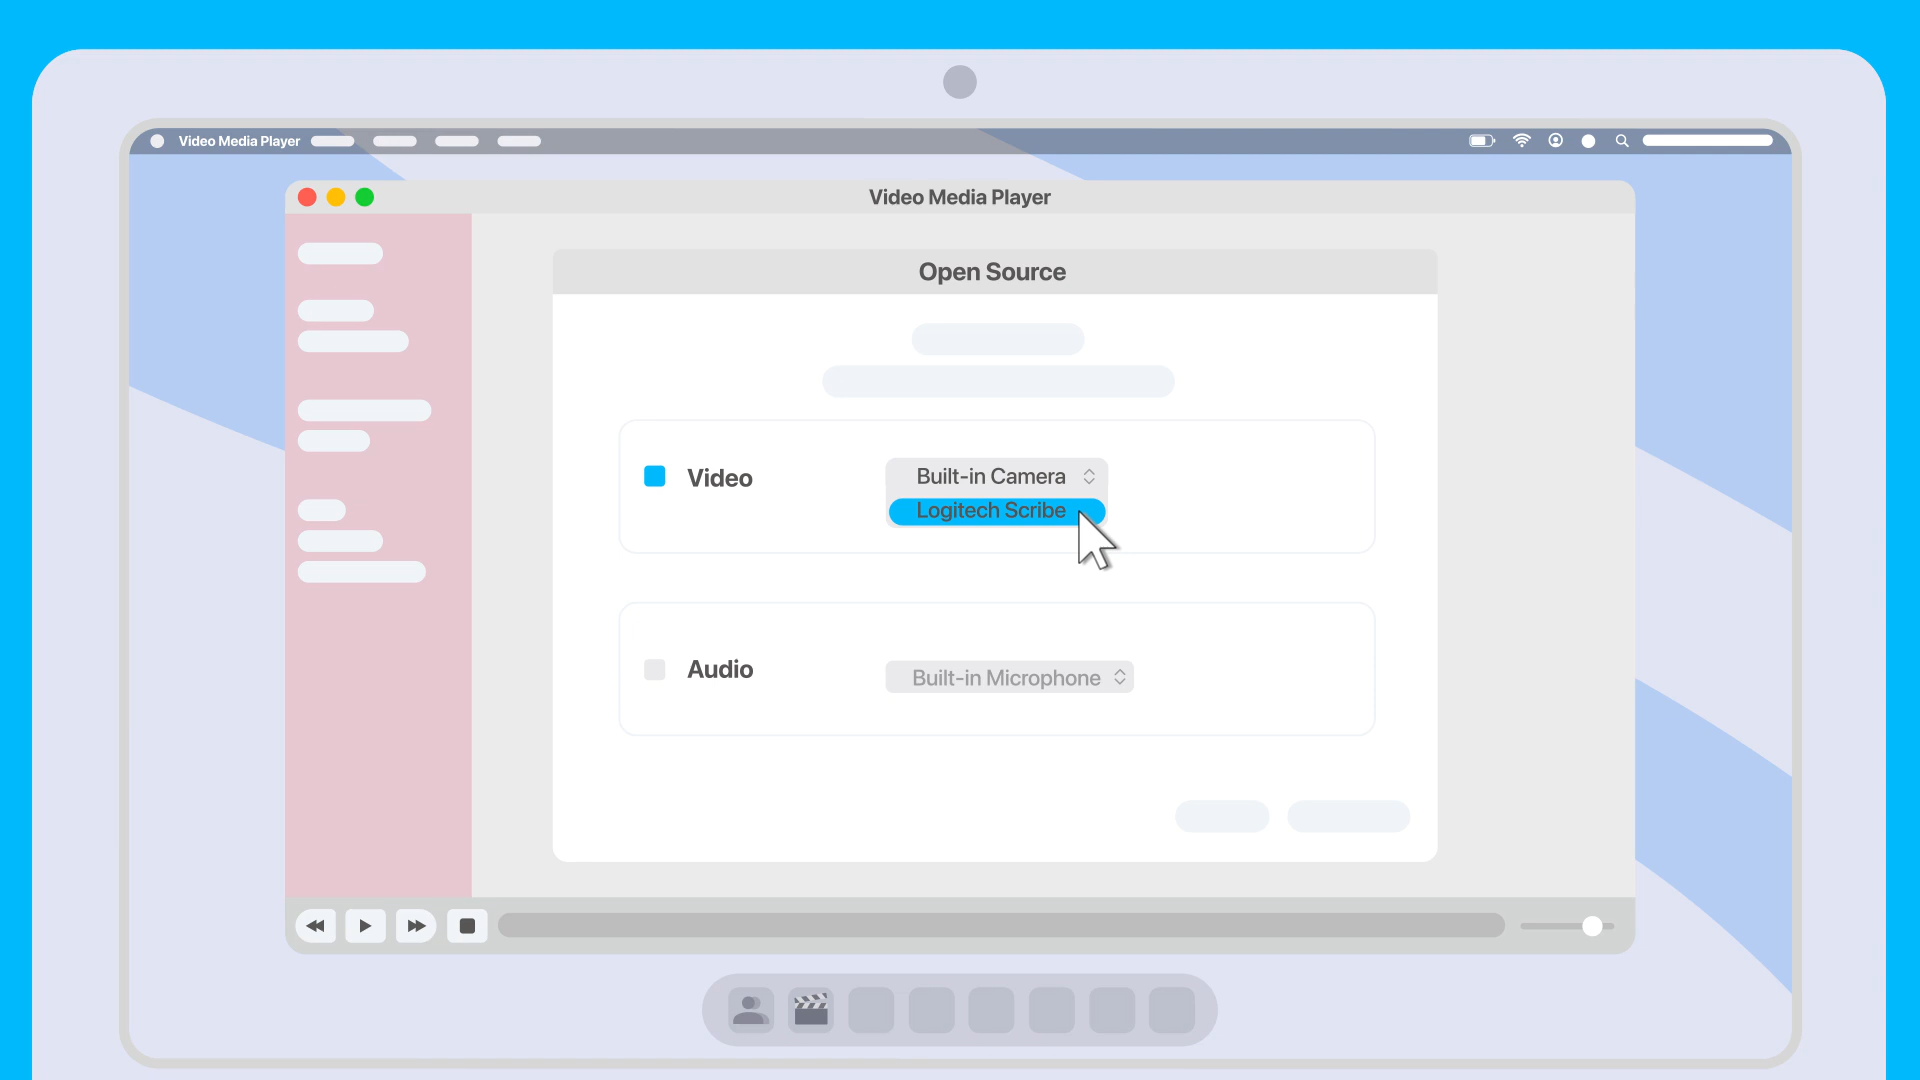 Video Media Player
Video Media Player
Open Source
Video
Built-in Camera
Logitech Scribe
Audio
Built-in Microphone